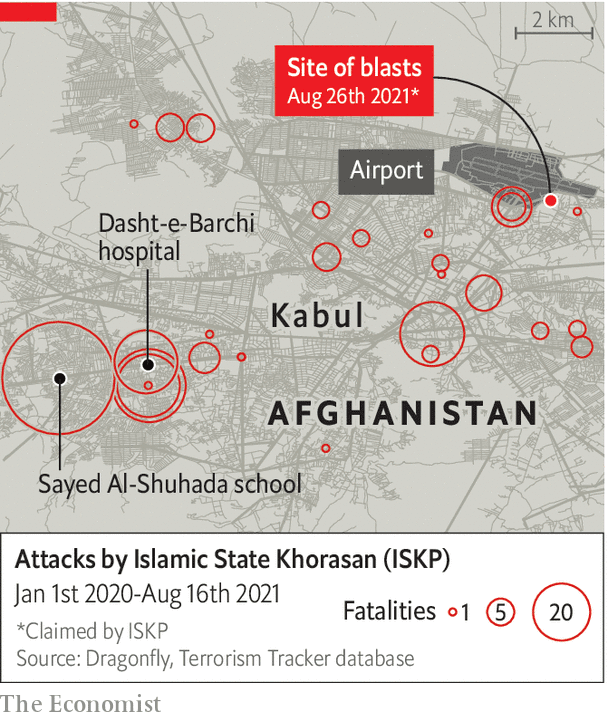 2 km
Site of blasts
Aug 26th 2021*
Airport
Dasht-e-Barchi
hospital
Kabul
AFGHANISTAN
Sayed Al-Shuhada school
Attacks by Islamic State Khorasan (ISKP)
Jan 1st 2020-Aug 16th 2021
*Claimed by ISKP
Source: Dragonfly, Terrorism Tracker database
Fatalities 1 5 20
The Economist